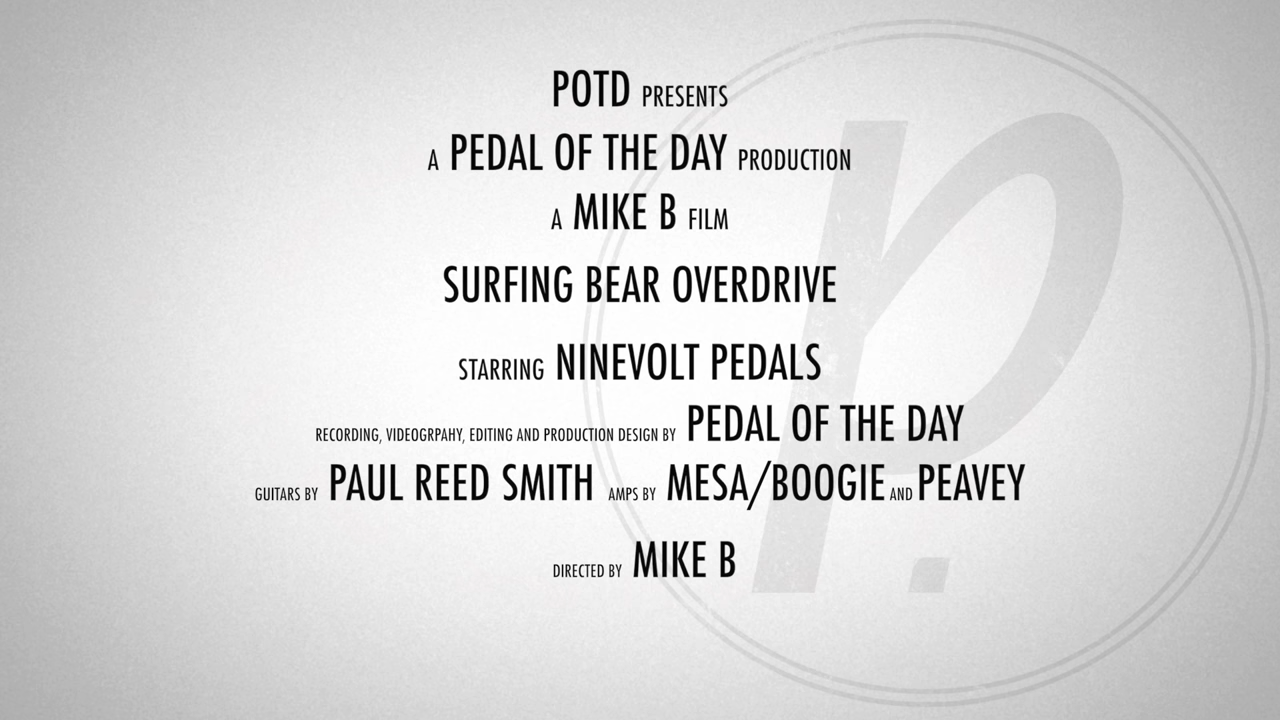 POTD PRESENTS
A PEDAL OF THE DAY PRODUCTION
A MIKE B FILM
SURFING BEAR OVERDRIVE
STARRING NINEVOLT PEDALS
RECORDING, VIDEOGRPAHY, EDITING AND PRODUCTION DESIGN BY PEDAL OF THE DAY
GUITARS BY PAUL REED SMITH AMPS BY MESA/BOOGIE AND PEAVEY
DIRECTED BY MIKE B
p.